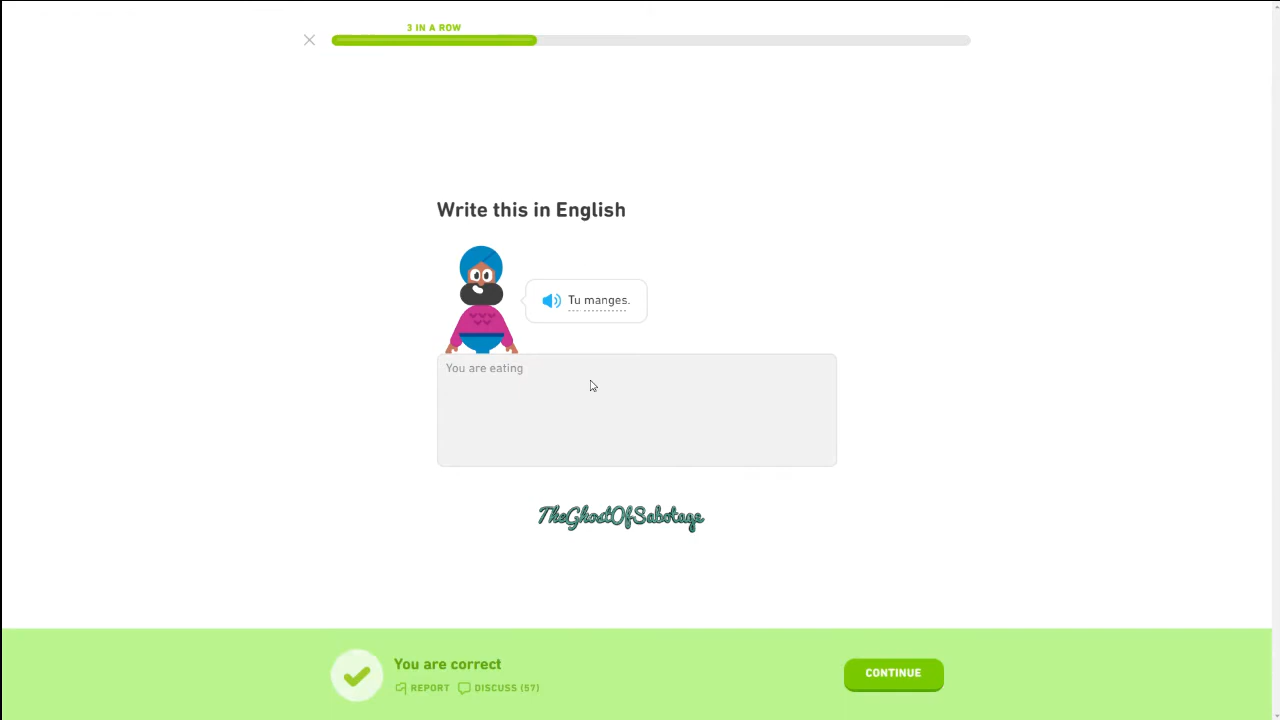 3 IN A ROW
Write this in English
Tu manges.
You are eating
TheGhostOfSabotage
You are correct
REPORT DISCUSS (57)
CONTINUE